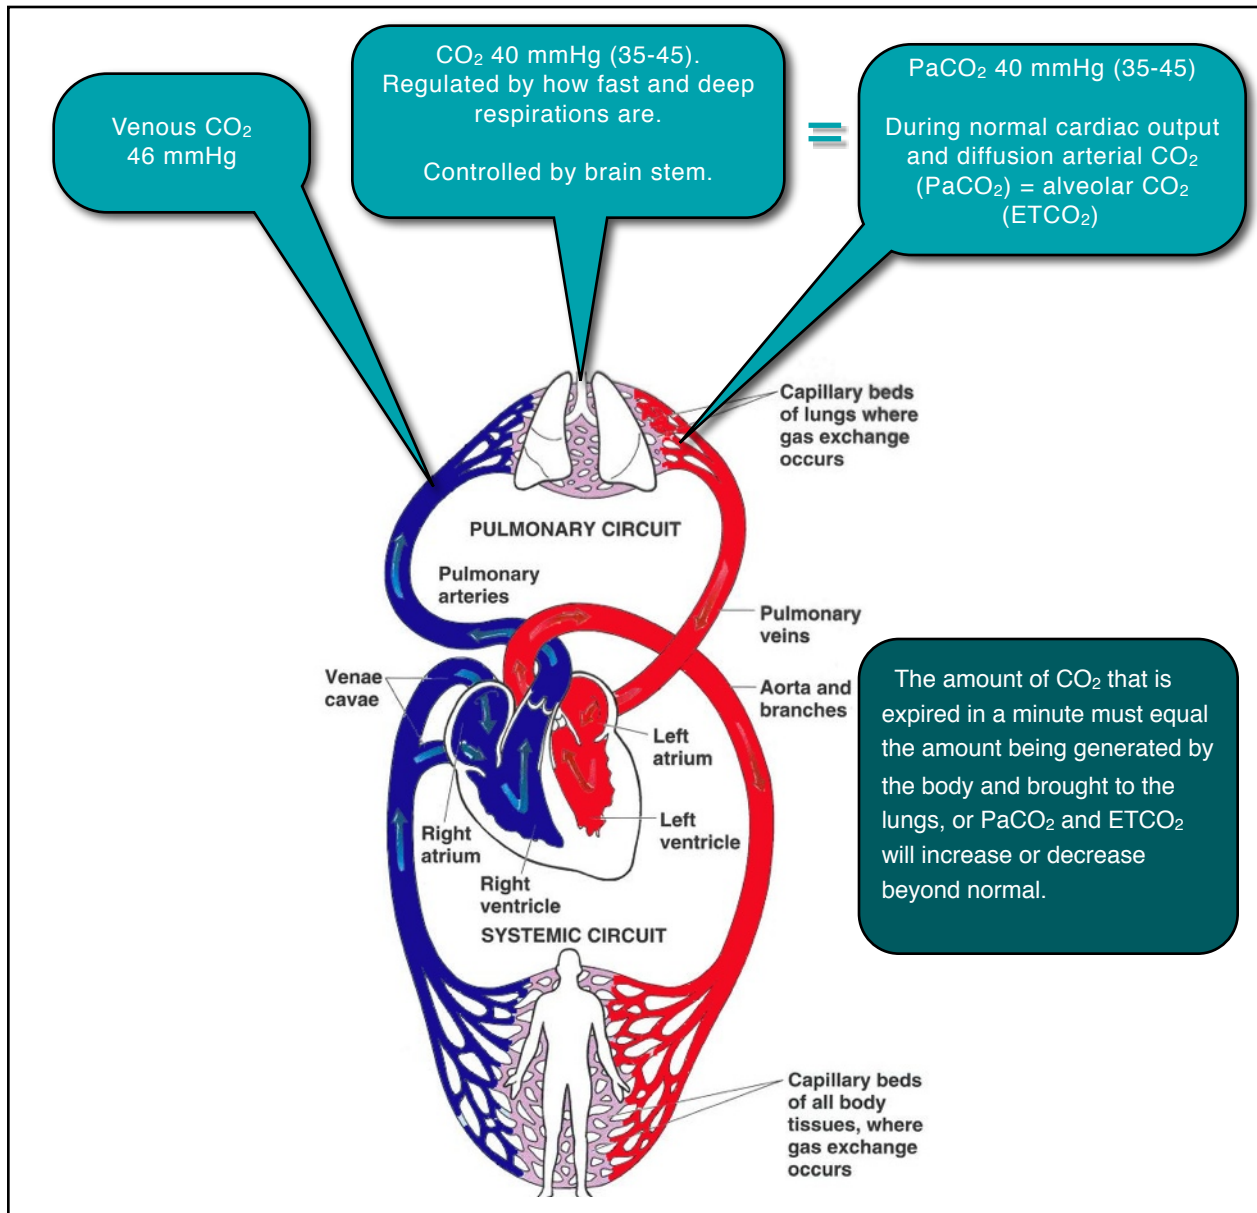 Venous CO₂
46 mmHg
CO₂ 40 mmHg (35-45).
Regulated by how fast and deep
respirations are.
Controlled by brain stem.
=
PaCO₂ 40 mmHg (35-45)
During normal cardiac output
and diffusion arterial CO₂
(PaCO₂) = alveolar CO₂
(ETCO₂)
Capillary beds
of lungs where
gas exchange
occurs
PULMONARY CIRCUIT
Pulmonary
arteries
Pulmonary
veins
Venae
cavae
Aorta and
branches
Left
atrium
Right
atrium
Left
ventricle
Right
ventricle
The amount of CO₂ that is
expired in a minute must equal
the amount being generated by
the body and brought to the
lungs, or PaCO₂ and ETCO₂
will increase or decrease
beyond normal.
SYSTEMIC CIRCUIT
Capillary beds
of all body
tissues, where
gas exchange
occurs